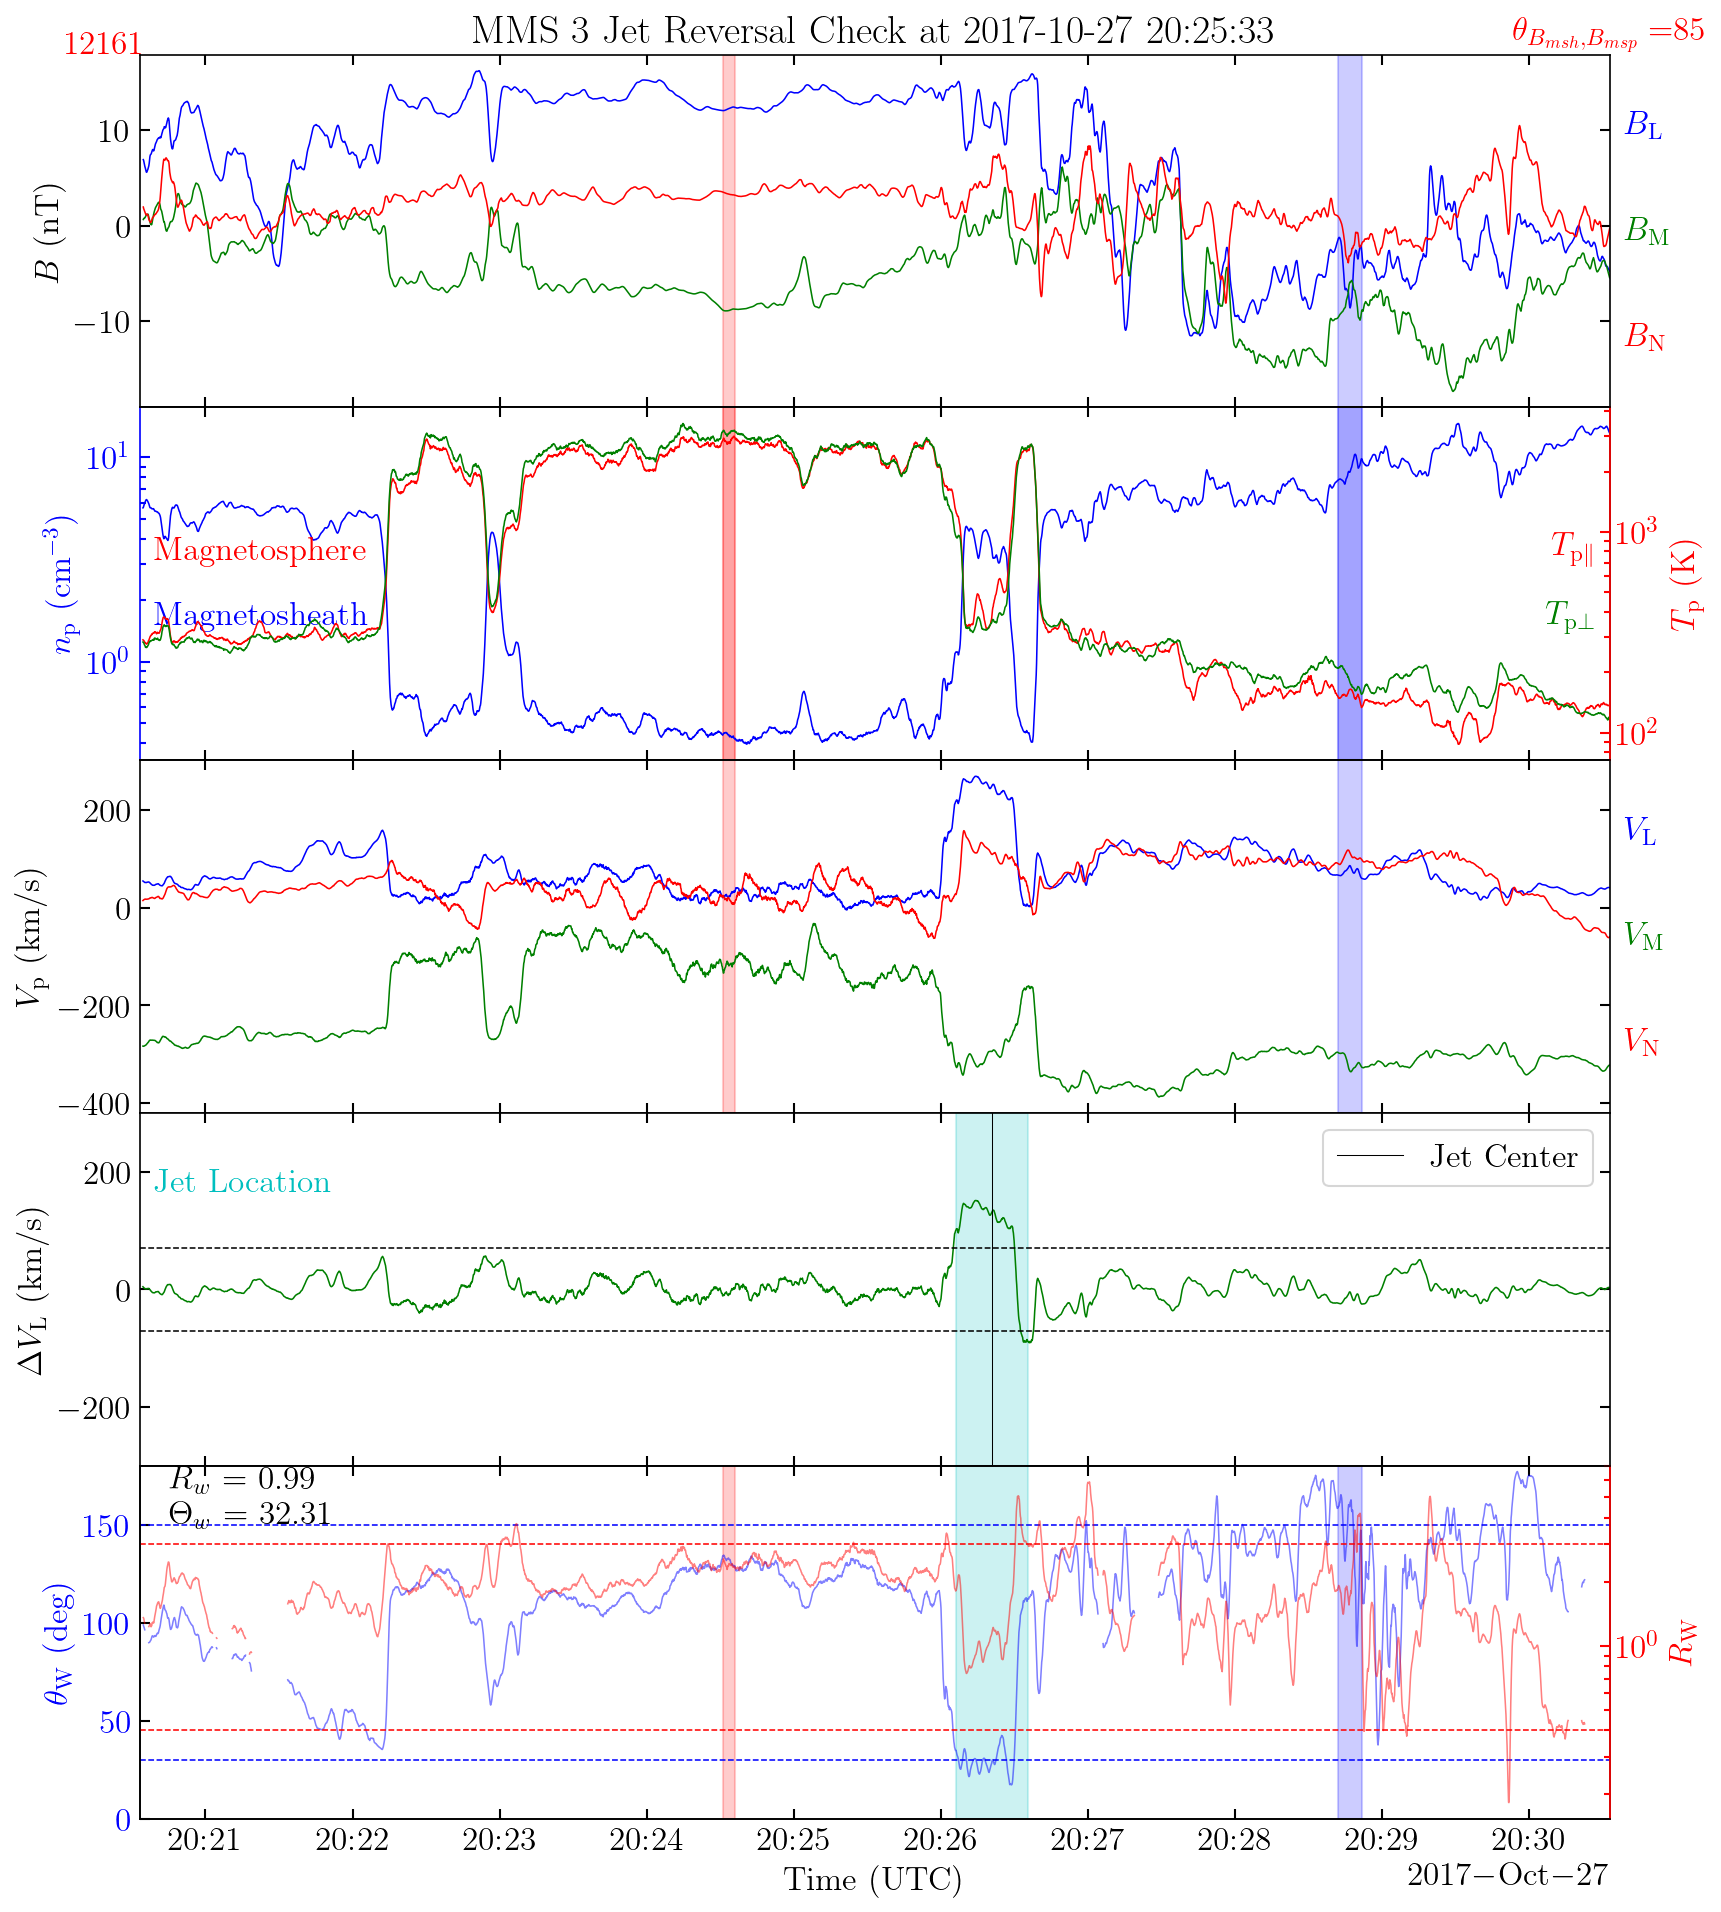 MMS 3 Jet Reversal Check at 2017-10-27 20:25:33
12161
θ_{B_{msh},B_{msp}} =85
10
0
−10
B (nT)
B_L
B_M
B_N
10^1
10^0
n_p (cm^{−3})
Magnetosphere
Magnetosheath
T_{p∥}
T_{p⊥}
10^3
10^2
T_p (K)
200
0
−200
−400
V_p (km/s)
V_L
V_M
V_N
200
0
−200
ΔV_L (km/s)
Jet Location
Jet Center
R_w = 0.99
Θ_w = 32.31
150
100
50
0
θ_W (deg)
10^0
R_W
20:21
20:22
20:23
20:24
20:25
20:26
20:27
20:28
20:29
20:30
Time (UTC)
2017−Oct−27